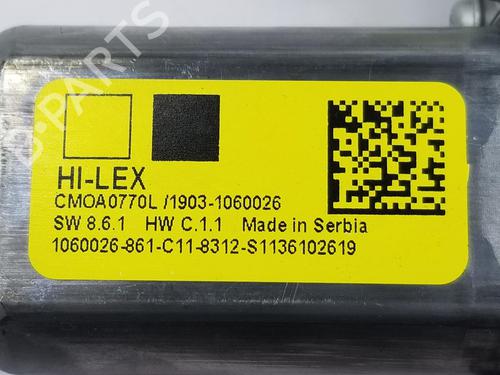 HI-LEX
CMOA0770L /1903-1060026
SW 8.6.1 HW C.1.1 Made in Serbia
1060026-861-C11-8312-S1136102619